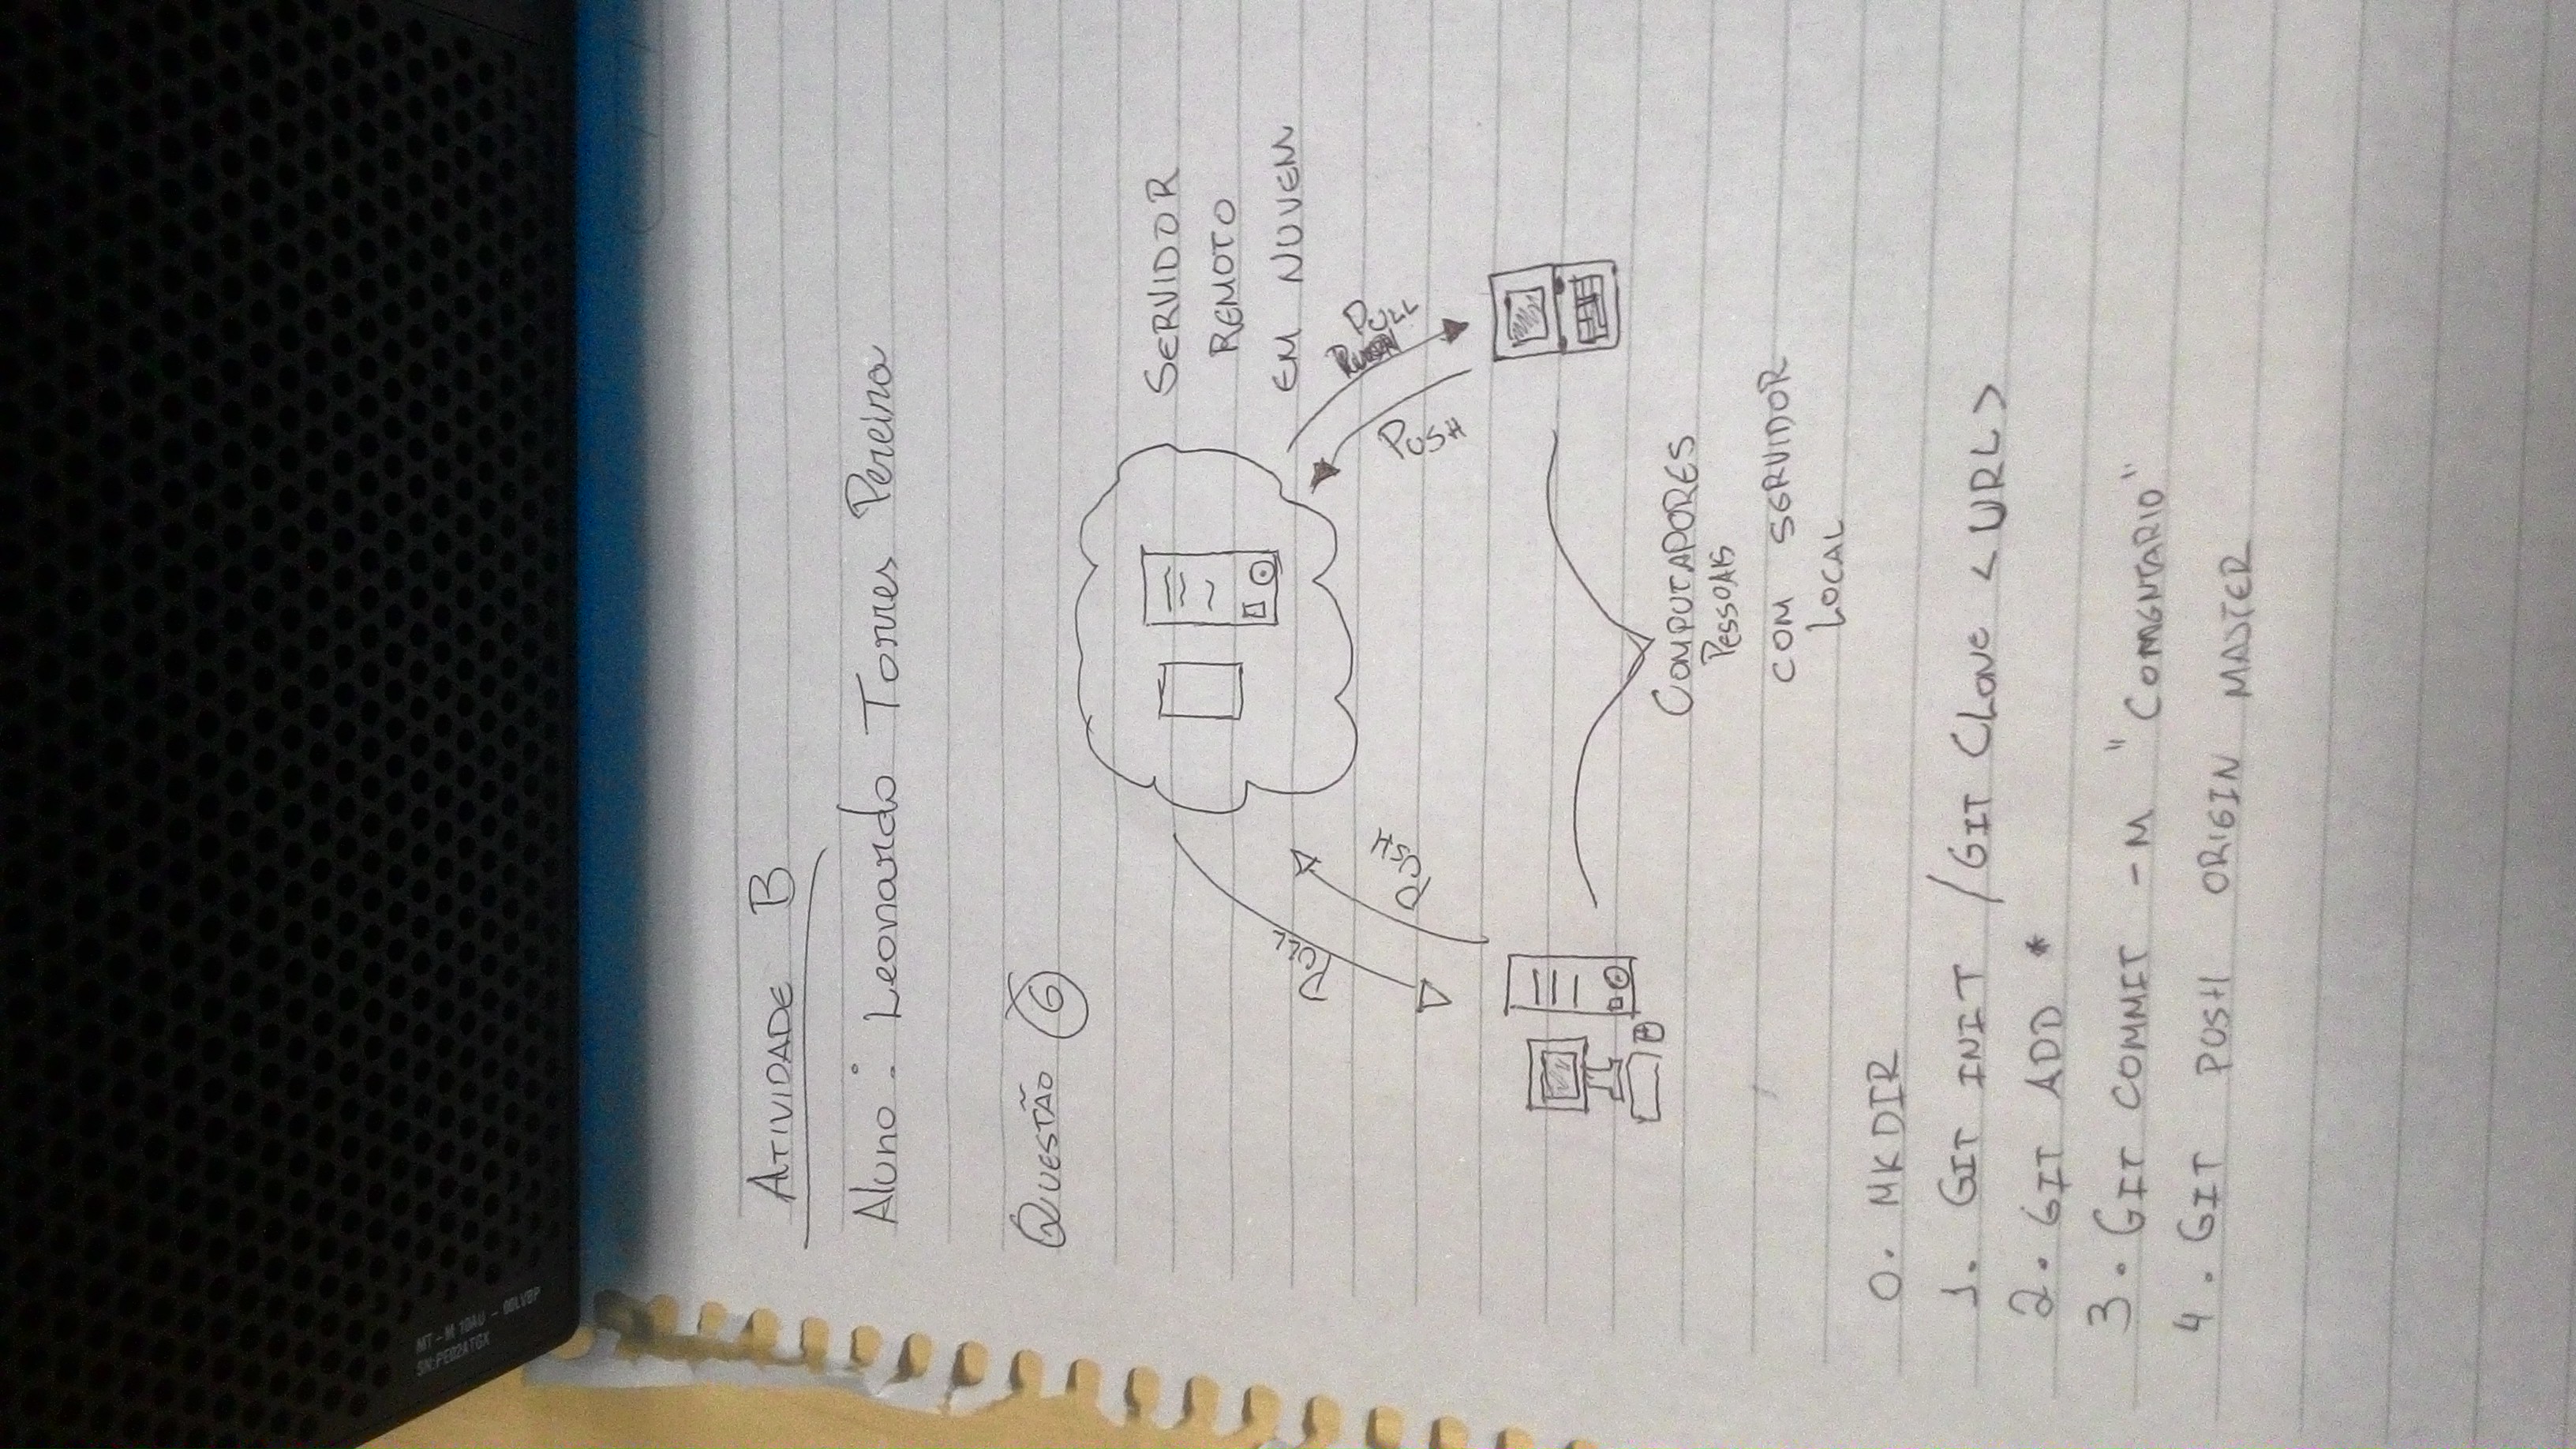 ATIVIDADE B
Aluno: Leonardo Torres Pereira
QUESTÃO 6
SERVIDOR
REMOTO
EM NUVEM
PULL
PUSH
PULL
PUSH
COMPUTADORES
PESSOAIS
COM SERVIDOR
LOCAL
0. MKDIR
1. GIT INIT / GIT CLONE < URL >
2. GIT ADD *
3. GIT COMMIT -M " COMENTARIO "
4. GIT PUSH ORIGIN MASTER
MT-M 10AU - 00LVBP
SN:PE02ATGX